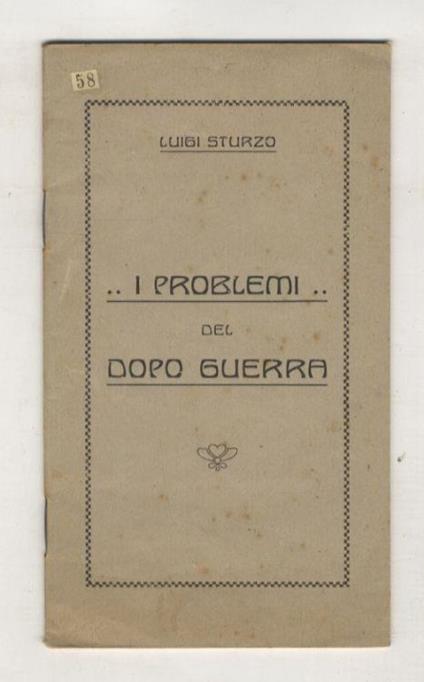 58
LUIGI STURZO
.. I PROBLEMI ..
DEL
DOPO GUERRA